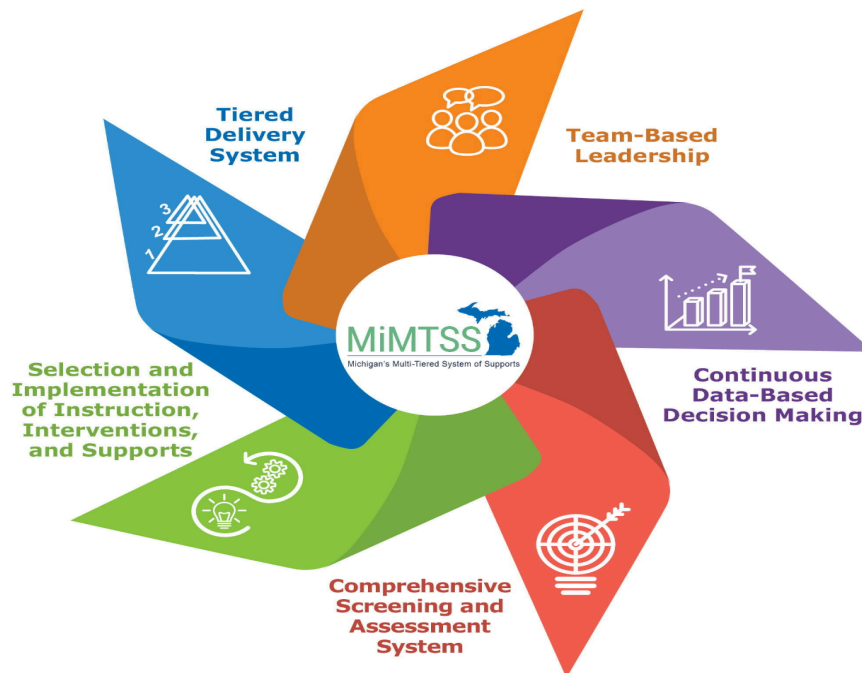 Tiered
Delivery
System
Team-Based
Leadership
3
2
1
MiMTSS
Michigan's Multi-Tiered System of Supports
Selection and
Implementation
of Instruction,
Interventions,
and Supports
Continuous
Data-Based
Decision Making
Comprehensive
Screening and
Assessment
System